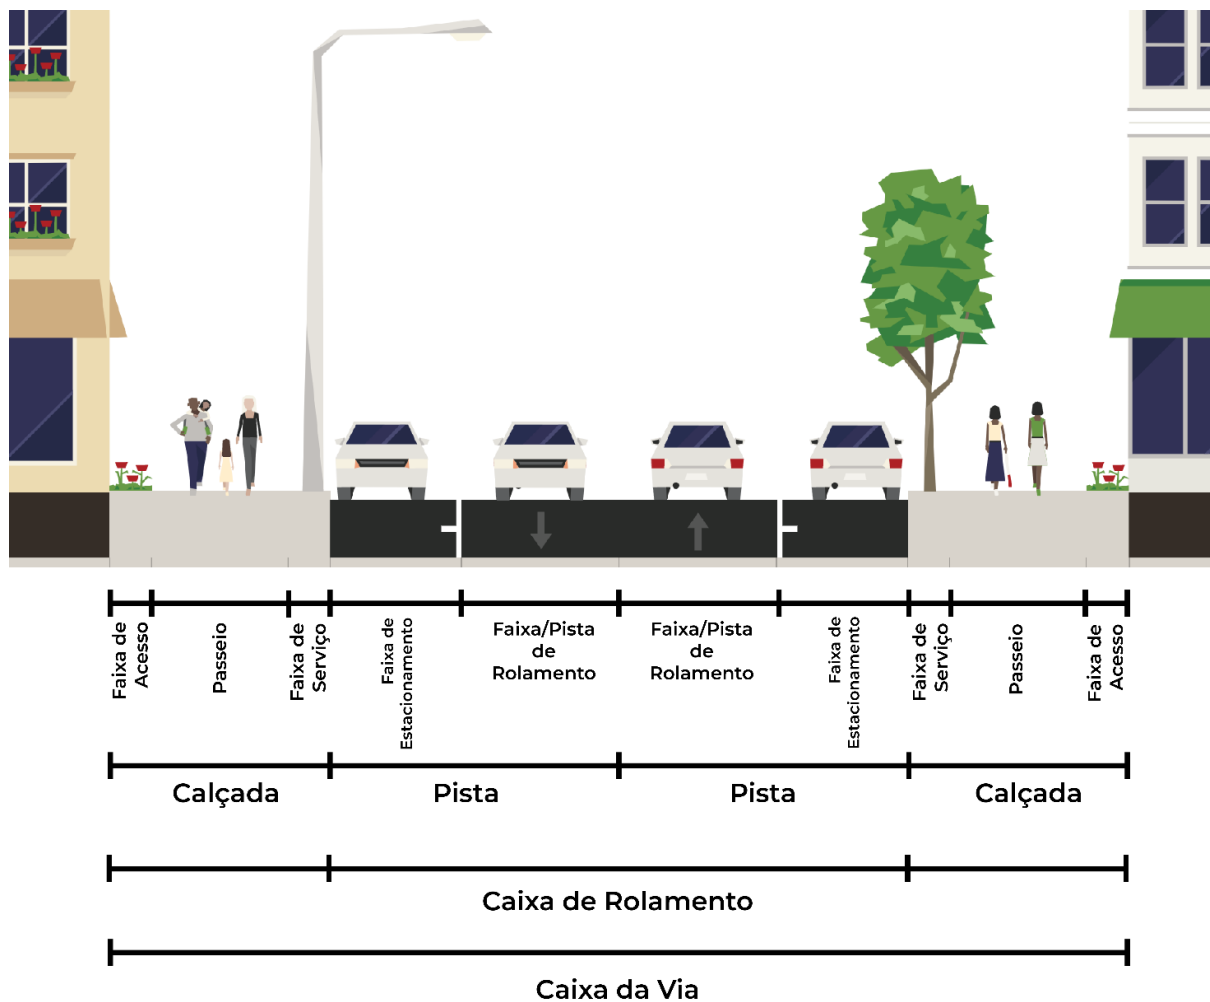 Faixa de
Acesso
Passeio
Faixa de
Serviço
Faixa de
Estacionamento
Faixa/Pista
de
Rolamento
Faixa/Pista
de
Rolamento
Faixa de
Estacionamento
Faixa de
Serviço
Passeio
Faixa de
Acesso
Calçada
Pista
Pista
Calçada
Caixa de Rolamento
Caixa da Via